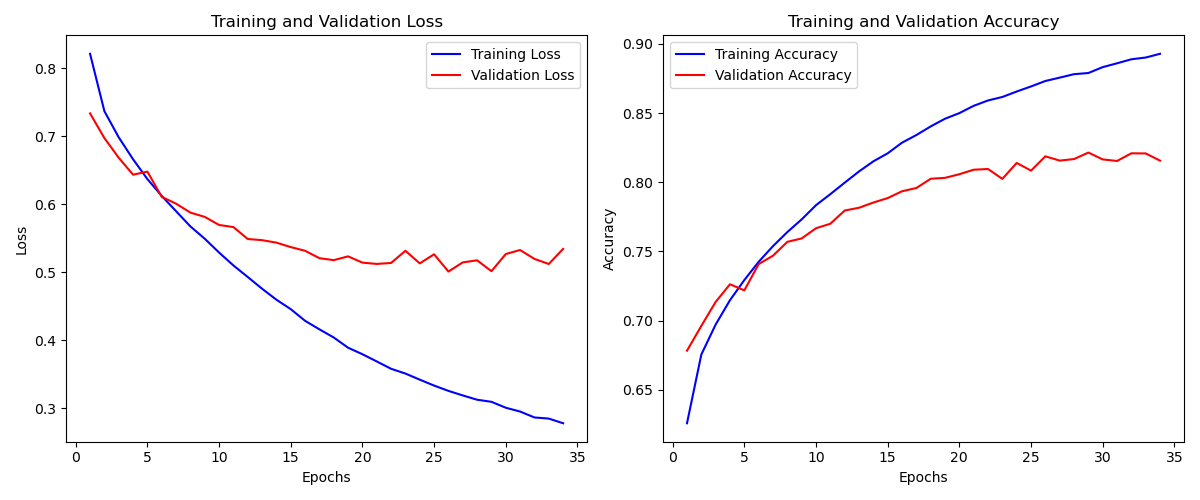 Training and Validation Loss
Training Loss
Validation Loss
0.8
0.7
0.6
0.5
0.4
0.3
Loss
0
5
10
15
20
25
30
35
Epochs
Training and Validation Accuracy
Training Accuracy
Validation Accuracy
0.90
0.85
0.80
0.75
0.70
0.65
Accuracy
0
5
10
15
20
25
30
35
Epochs